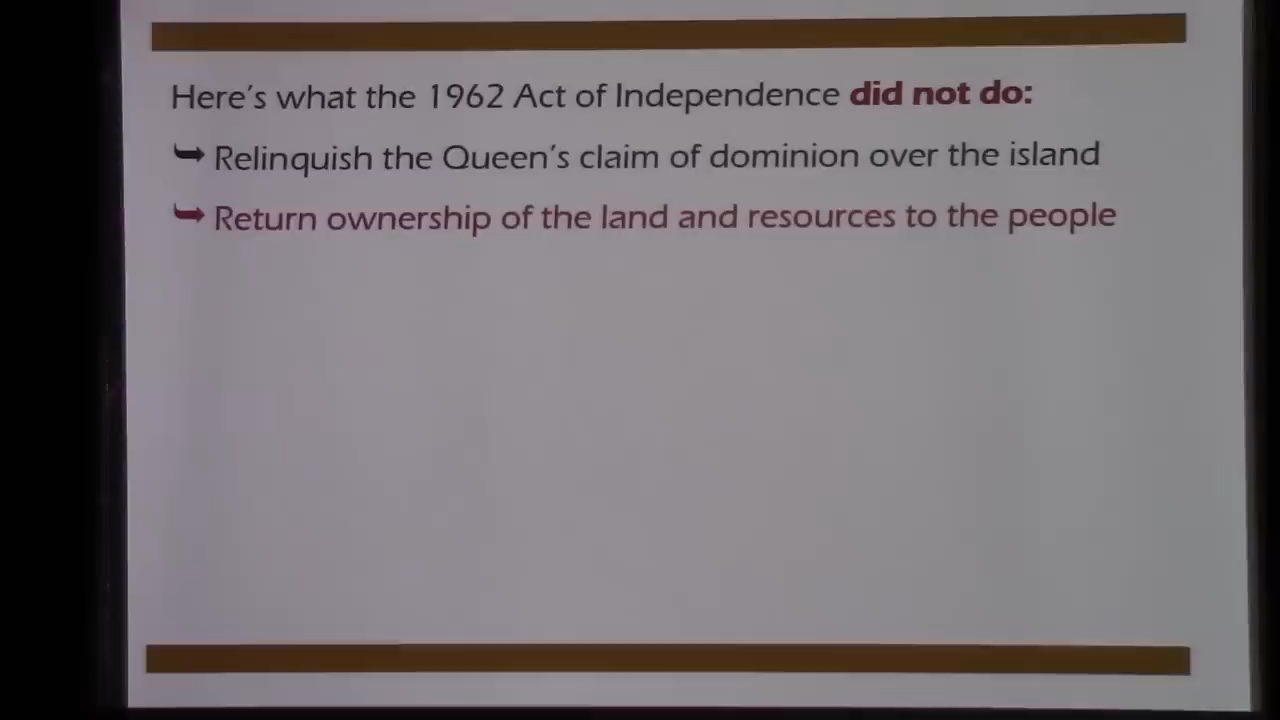 Here's what the 1962 Act of Independence did not do:
Relinquish the Queen's claim of dominion over the island
Return ownership of the land and resources to the people